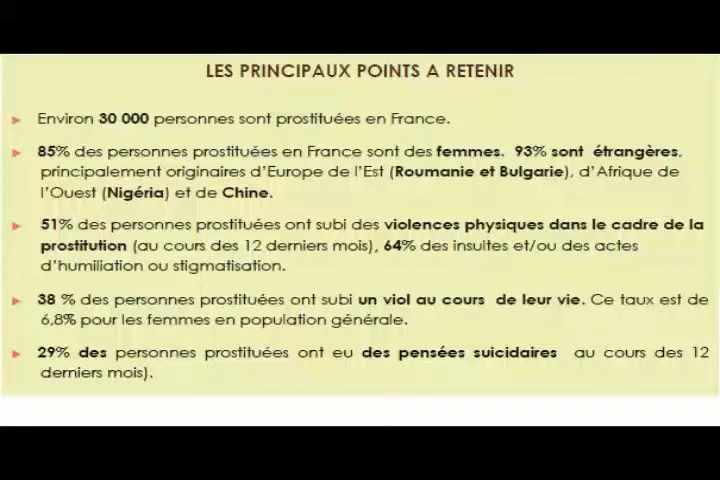 LES PRINCIPAUX POINTS A RETENIR
Environ 30 000 personnes sont prostituées en France.
85% des personnes prostituées en France sont des femmes. 93% sont étrangères,
principalement originaires d'Europe de l'Est (Roumanie et Bulgarie), d'Afrique de
l'Ouest (Nigéria) et de Chine.
51% des personnes prostituées ont subi des violences physiques dans le cadre de la
prostitution (au cours des 12 derniers mois), 64% des insultes et/ou des actes
d'humiliation ou stigmatisation.
38 % des personnes prostituées ont subi un viol au cours de leur vie. Ce taux est de
6,8% pour les femmes en population générale.
29% des personnes prostituées ont eu des pensées suicidaires au cours des 12
derniers mois).